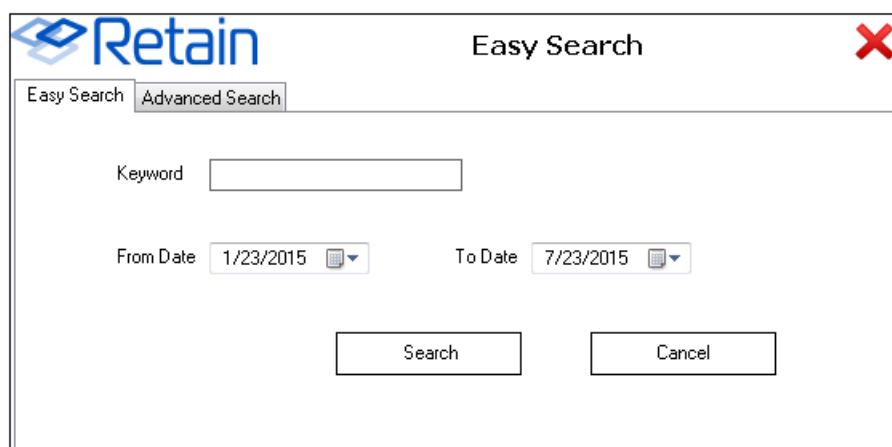 Retain Easy Search
Easy Search Advanced Search
Keyword
From Date 1/23/2015 To Date 7/23/2015
Search Cancel